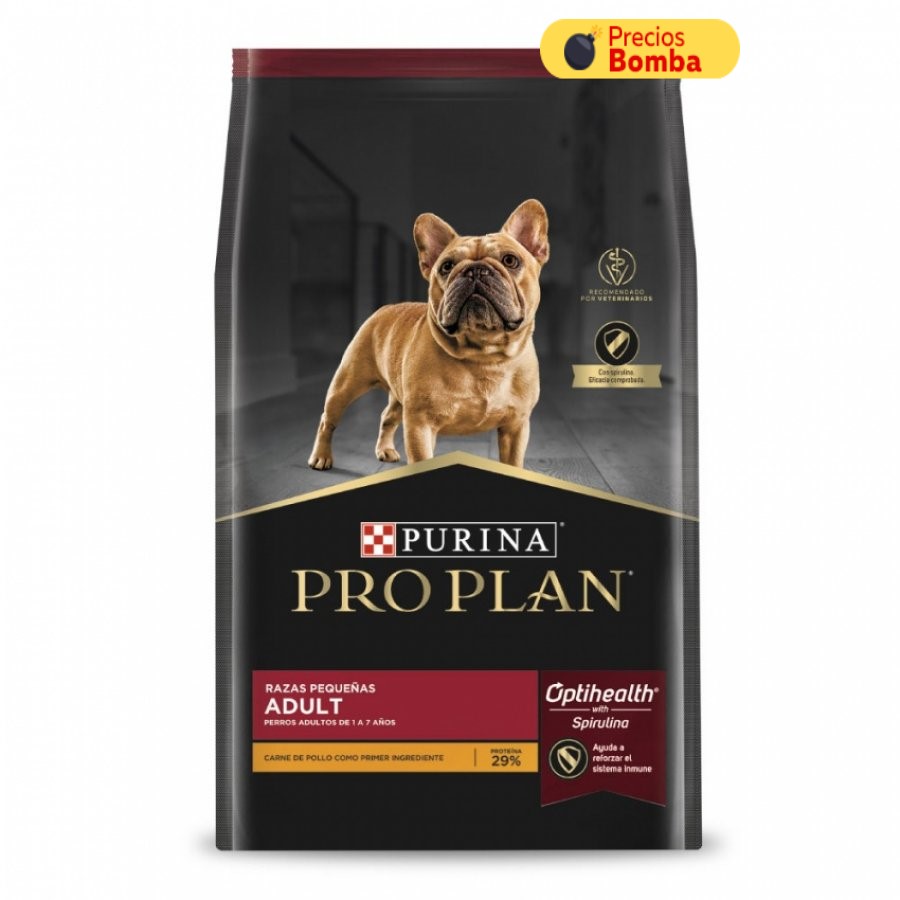 Precios
Bomba
RECOMENDADO
POR VETERINARIOS
Con spirulina.
Eficacia comprobada.
PURINA®
PRO PLAN®
RAZAS PEQUEÑAS
ADULT
PERROS ADULTOS DE 1 A 7 AÑOS
CARNE DE POLLO COMO PRIMER INGREDIENTE
PROTEÍNA
29%
Optihealth®
with
Spirulina
Ayuda a
reforzar el
sistema Inmune